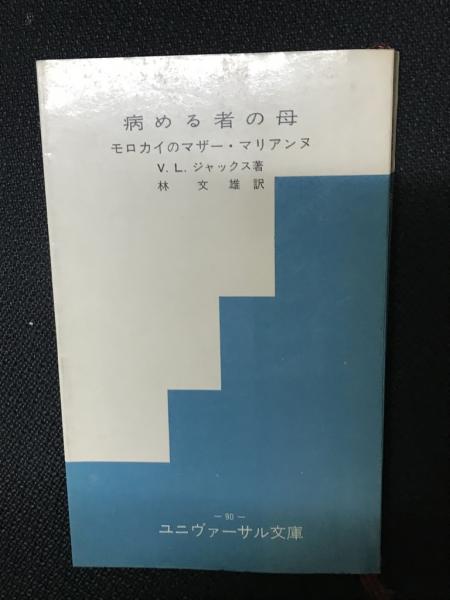 病める者の母
モロカイのマザー・マリアンヌ
V. L. ジャックス著
林 文 雄 訳
— 90 —
ユニヴァーサル文庫